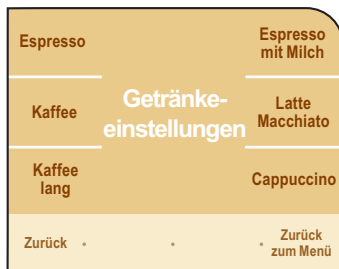 Espresso
Espresso
mit Milch
Getränke-
einstellungen
Kaffee
Latte
Macchiato
Kaffee
lang
Cappuccino
Zurück
Zurück
zum Menü